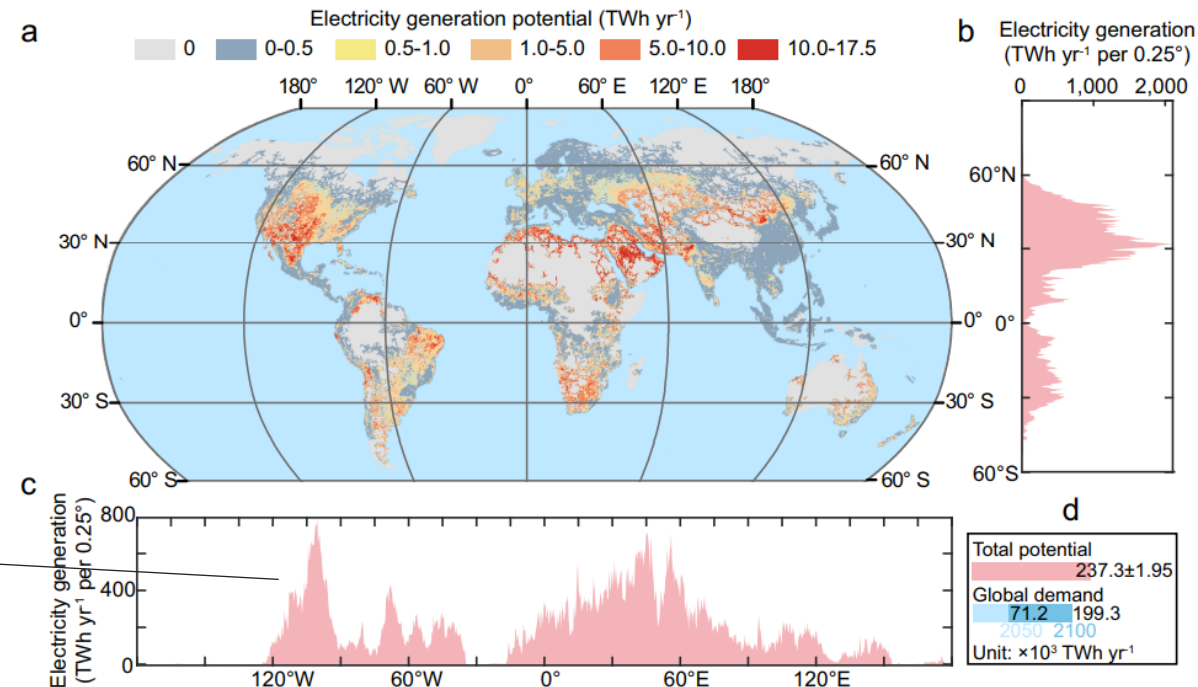 a
Electricity generation potential (TWh yr⁻¹)
0 0-0.5 0.5-1.0 1.0-5.0 5.0-10.0 10.0-17.5
180° 120° W 60° W 0° 60° E 120° E 180°
60° N 60° N
30° N 30° N
0° 0°
30° S 30° S
60° S 60° S
b
Electricity generation
(TWh yr⁻¹ per 0.25°)
0 1,000 2,000
60°N
30° N
0°
30° S
60°S
c
Electricity generation
(TWh yr⁻¹ per 0.25°)
800
400
0
120°W 60°W 0° 60°E 120°E
d
Total potential
237.3±1.95
Global demand
71.2 199.3
2050 2100
Unit: ×10³ TWh yr⁻¹